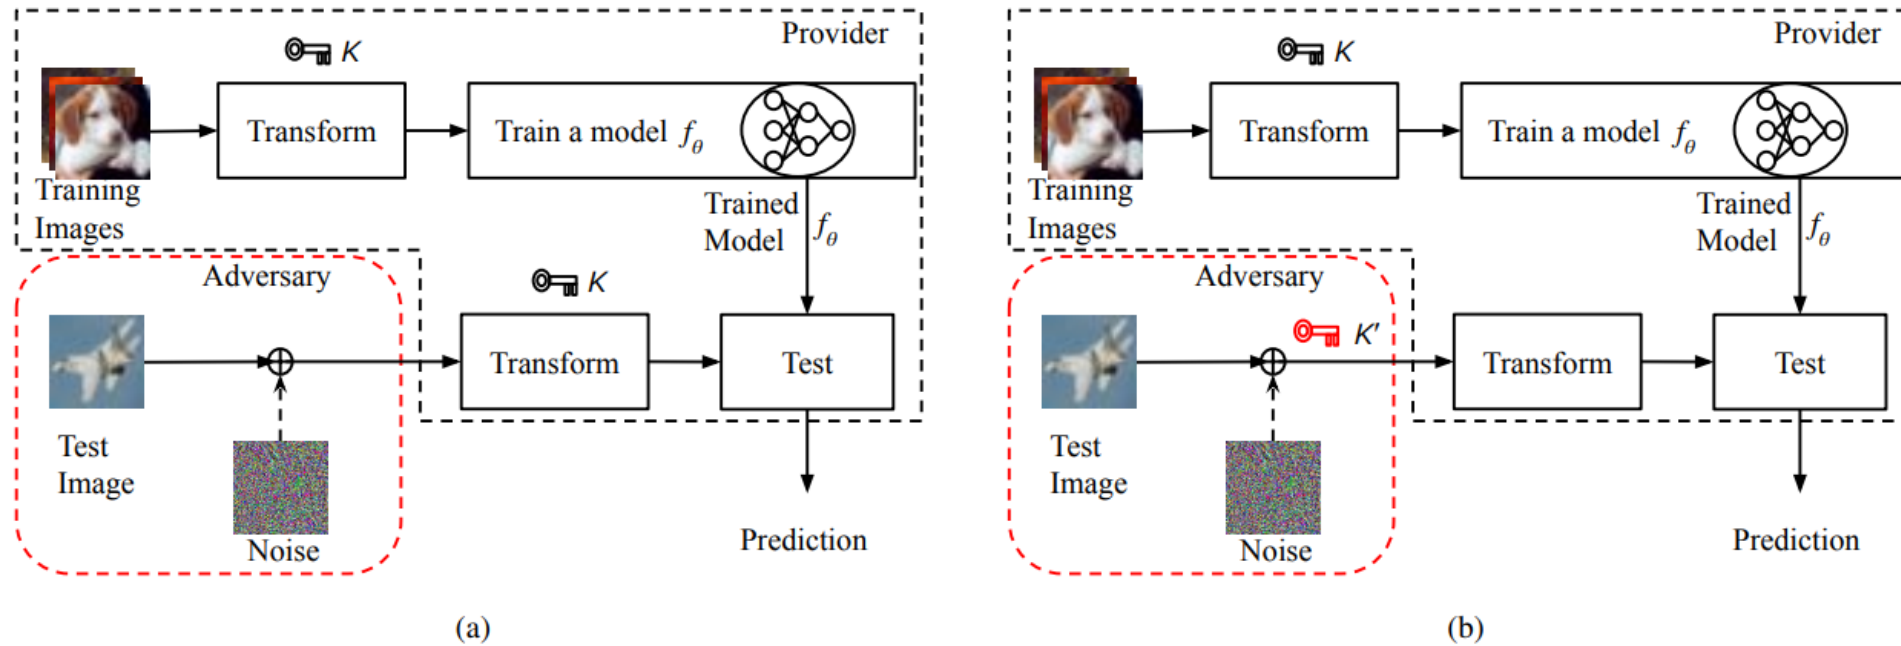 Provider
K
Transform
Train a model fθ
Training
Images
Trained
Model
fθ
Adversary
K
Transform
Test
Test
Image
Noise
Prediction
(a)
Provider
K
Transform
Train a model fθ
Training
Images
Trained
Model
fθ
Adversary
K'
Transform
Test
Test
Image
Noise
Prediction
(b)